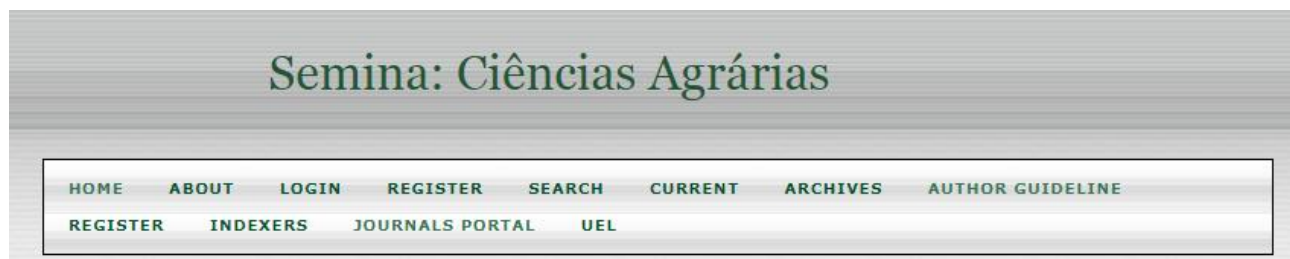 Semina: Ciências Agrárias
HOME ABOUT LOGIN REGISTER SEARCH CURRENT ARCHIVES AUTHOR GUIDELINE
REGISTER INDEXERS JOURNALS PORTAL UEL